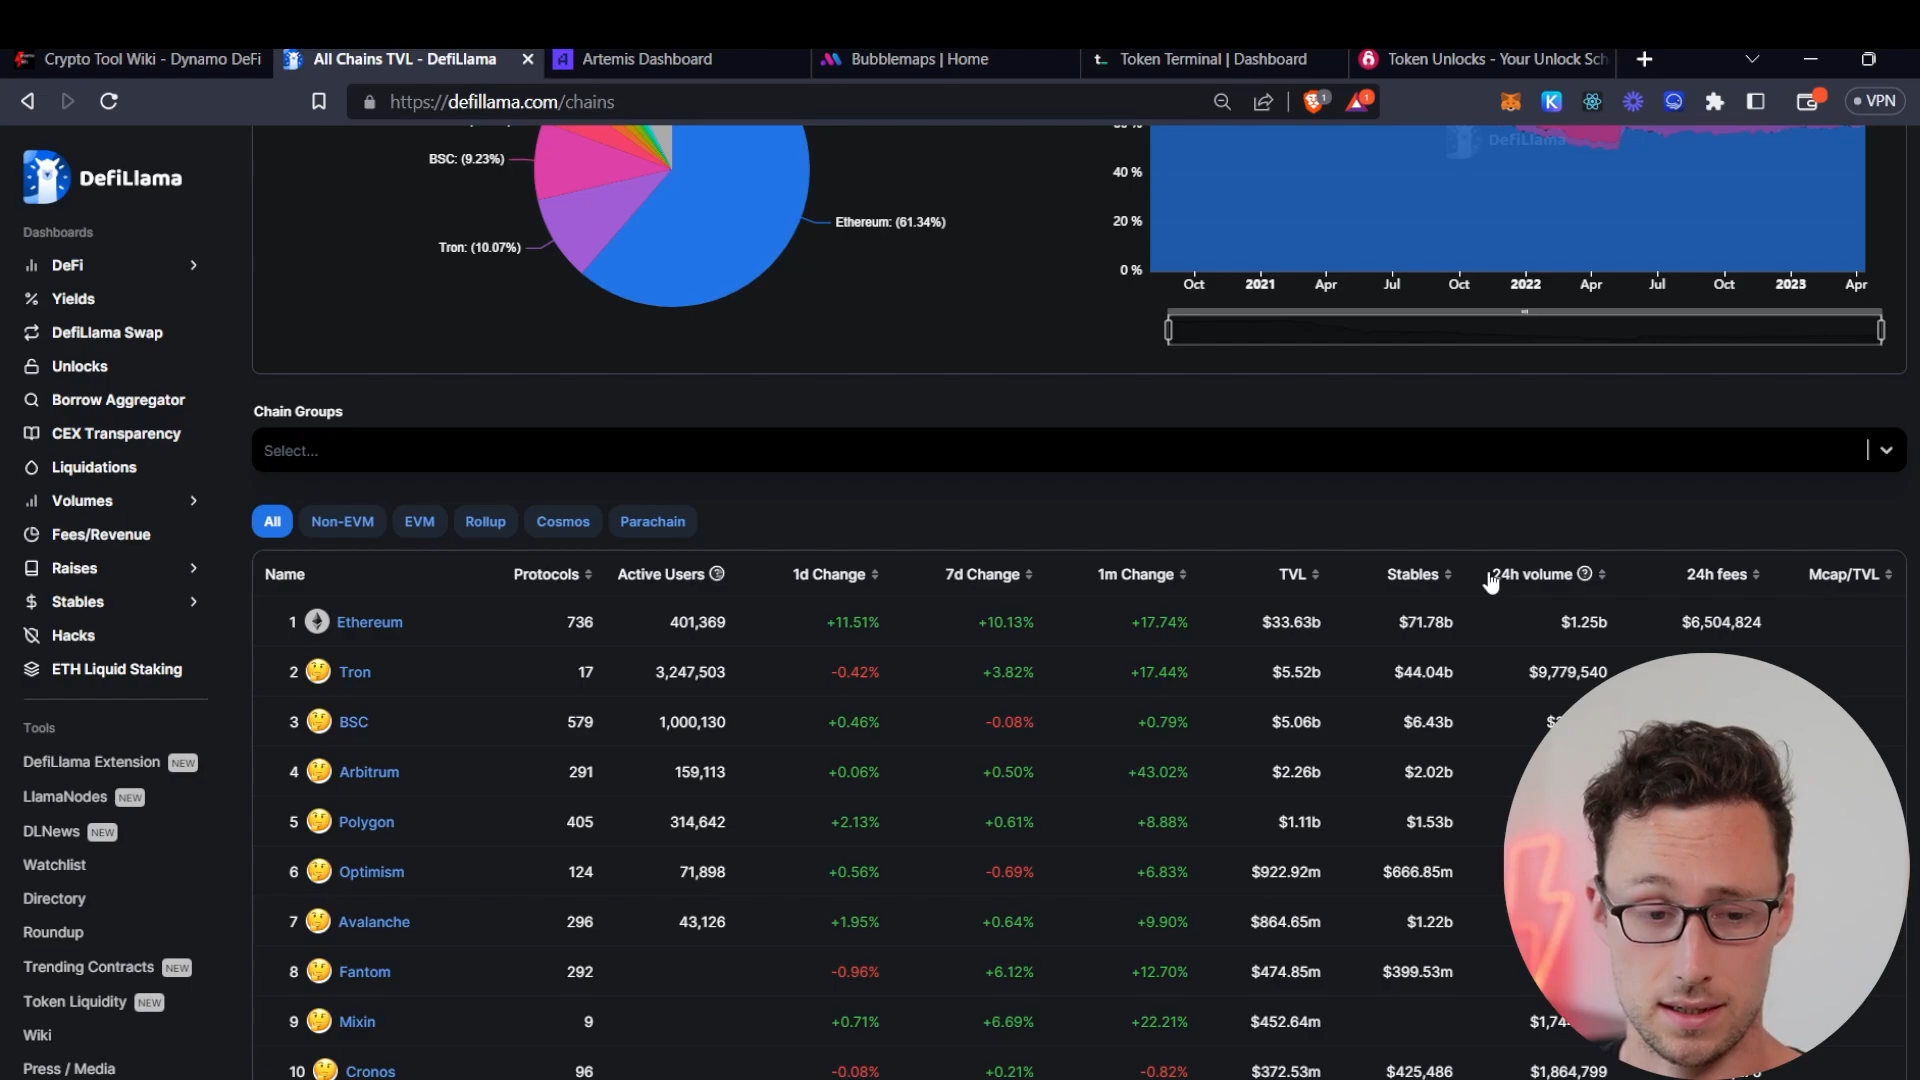 Crypto Tool Wiki - Dynamo DeFi
All Chains TVL - DefiLlama
Artemis Dashboard
Bubblemaps | Home
Token Terminal | Dashboard
Token Unlocks - Your Unlock Sch
https://defillama.com/chains
1
1
VPN
DefiLlama
Dashboards
DeFi
Yields
DefiLlama Swap
Unlocks
Borrow Aggregator
CEX Transparency
Liquidations
Volumes
Fees/Revenue
Raises
Stables
Hacks
ETH Liquid Staking
Tools
DefiLlama Extension NEW
LlamaNodes NEW
DLNews NEW
Watchlist
Directory
Roundup
Trending Contracts NEW
Token Liquidity NEW
Wiki
Press / Media
BSC: (9.23%)
Tron: (10.07%)
Ethereum: (61.34%)
DefiLlama
40 %
20 %
0 %
Oct 2021 Apr Jul Oct 2022 Apr Jul Oct 2023 Apr
Chain Groups
Select...
All Non-EVM EVM Rollup Cosmos Parachain
Name Protocols Active Users 1d Change 7d Change 1m Change TVL Stables 24h volume 24h fees Mcap/TVL
1 Ethereum 736 401,369 +11.51% +10.13% +17.74% $33.63b $71.78b $1.25b $6,504,824
2 Tron 17 3,247,503 -0.42% +3.82% +17.44% $5.52b $44.04b $9,779,540
3 BSC 579 1,000,130 +0.46% -0.08% +0.79% $5.06b $6.43b
4 Arbitrum 291 159,113 +0.06% +0.50% +43.02% $2.26b $2.02b
5 Polygon 405 314,642 +2.13% +0.61% +8.88% $1.11b $1.53b
6 Optimism 124 71,898 +0.56% -0.69% +6.83% $922.92m $666.85m
7 Avalanche 296 43,126 +1.95% +0.64% +9.90% $864.65m $1.22b
8 Fantom 292 -0.96% +6.12% +12.70% $474.85m $399.53m
9 Mixin 9 +0.71% +6.69% +22.21% $452.64m
10 Cronos 96 -0.08% +0.21% -0.82% $372.53m $425,486 $1,864,799